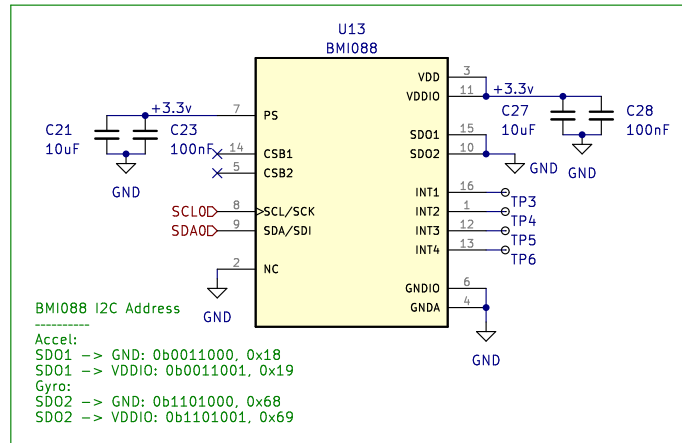 U13
BMI088
+3.3v
C21
10uF
C23
100nF
GND
7
PS
14
CSB1
5
CSB2
SCL0
8
SCL/SCK
SDA0
9
SDA/SDI
2
NC
GND
VDD
3
VDDIO
11
+3.3v
C27
10uF
C28
100nF
GND
SDO1
15
SDO2
10
GND
INT1
16
TP3
INT2
1
TP4
INT3
12
TP5
INT4
13
TP6
GNDIO
6
GNDA
4
GND
BMI088 I2C Address
----------
Accel:
SDO1 -> GND: 0b0011000, 0x18
SDO1 -> VDDIO: 0b0011001, 0x19
Gyro:
SDO2 -> GND: 0b1101000, 0x68
SDO2 -> VDDIO: 0b1101001, 0x69